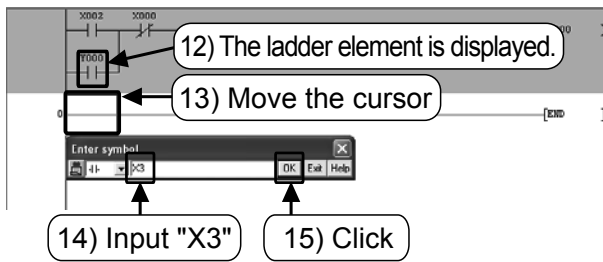 X002 X000
12) The ladder element is displayed.
Y000
13) Move the cursor
0
[END
Enter symbol
X3 OK Exit Help
14) Input "X3"
15) Click